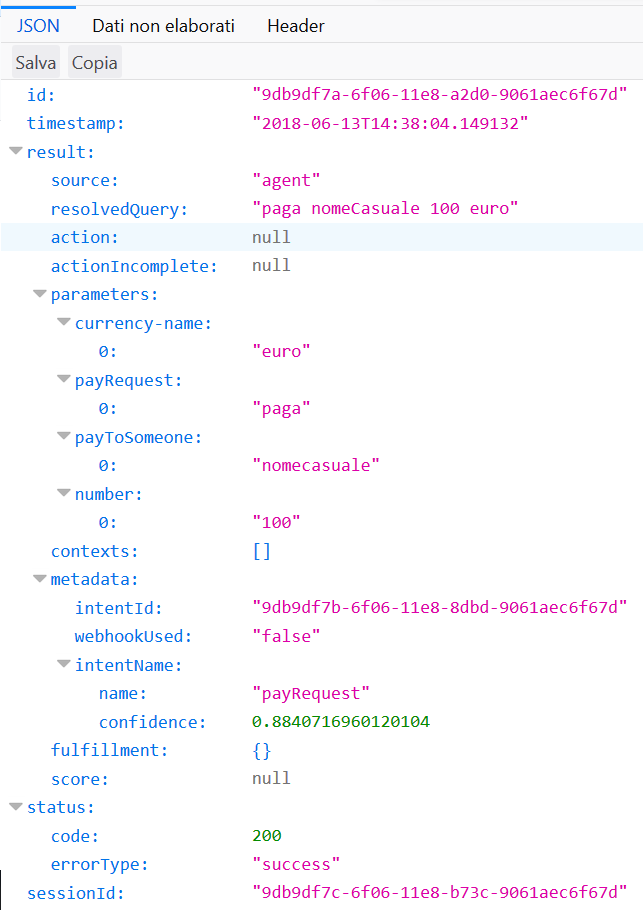 JSON Dati non elaborati Header
Salva Copia
id: "9db9df7a-6f06-11e8-a2d0-9061aec6f67d"
timestamp: "2018-06-13T14:38:04.149132"
result:
source: "agent"
resolvedQuery: "paga nomeCasuale 100 euro"
action: null
actionIncomplete: null
parameters:
currency-name:
0: "euro"
payRequest:
0: "paga"
payToSomeone:
0: "nomecasuale"
number:
0: "100"
contexts: []
metadata:
intentId: "9db9df7b-6f06-11e8-8dbd-9061aec6f67d"
webhookUsed: "false"
intentName:
name: "payRequest"
confidence: 0.8840716960120104
fulfillment: {}
score: null
status:
code: 200
errorType: "success"
sessionId: "9db9df7c-6f06-11e8-b73c-9061aec6f67d"